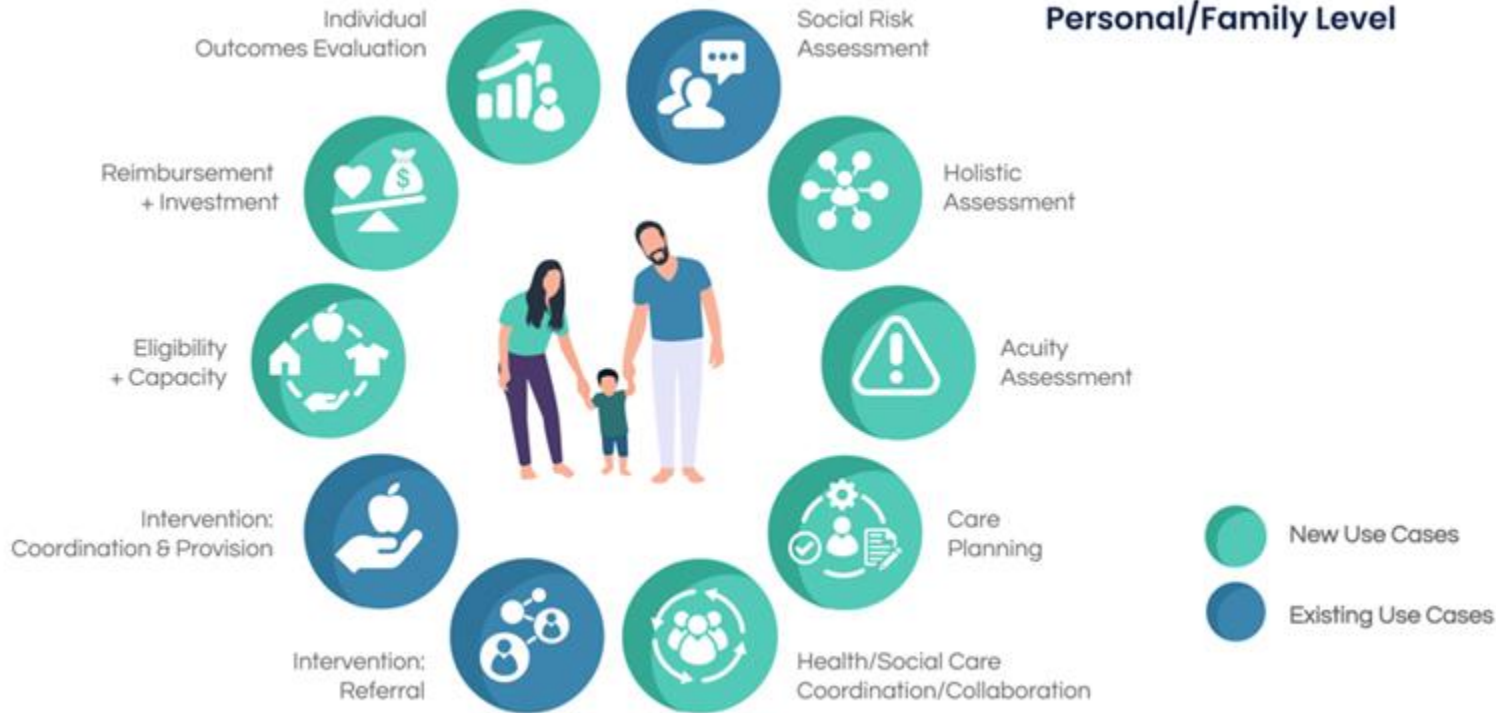 Personal/Family Level
Individual
Outcomes Evaluation
Social Risk
Assessment
Reimbursement
+ Investment
$
Holistic
Assessment
Eligibility
+ Capacity
Acuity
Assessment
Intervention:
Coordination & Provision
Care
Planning
Intervention:
Referral
Health/Social Care
Coordination/Collaboration
New Use Cases
Existing Use Cases